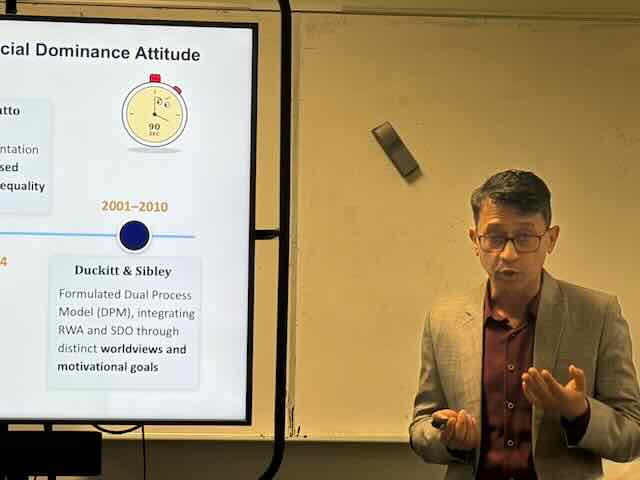 cial Dominance Attitude
atto
ntation
sed
equality
90
SEC
2001–2010
4
Duckitt & Sibley
Formulated Dual Process
Model (DPM), integrating
RWA and SDO through
distinct worldviews and
motivational goals